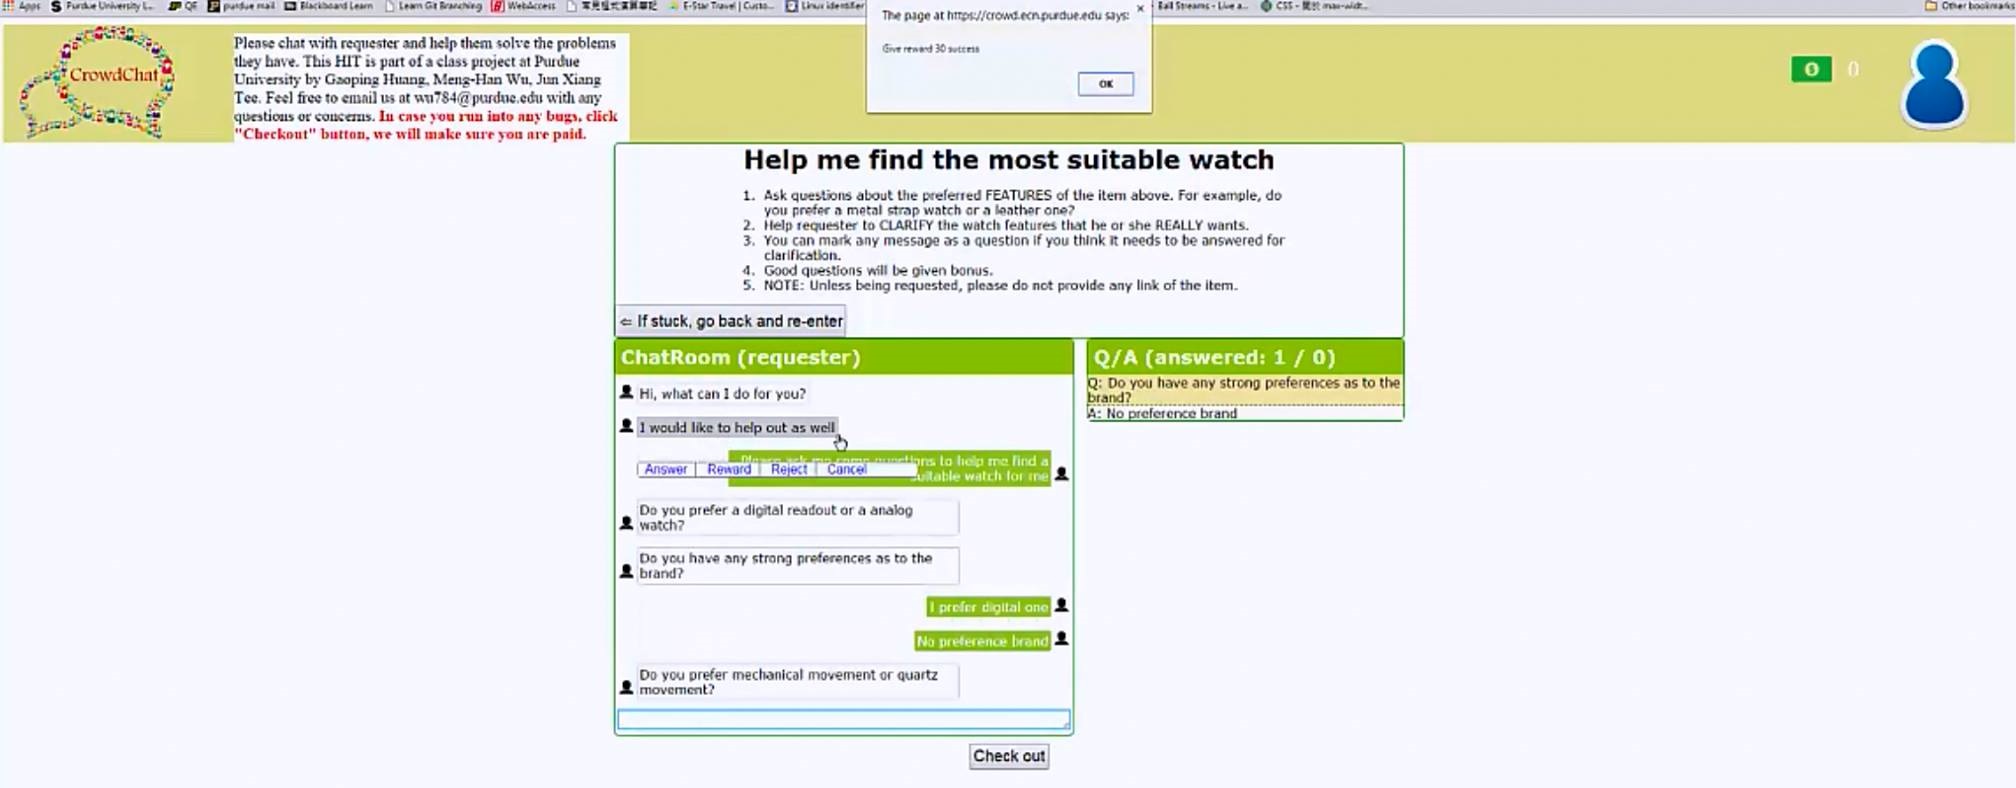 Apps Purdue University L... QE purdue mail Blackboard Learn Learn Git Branching WebAccess E-Star Travel | Custo... Linux identifier Ball Streams - Live a... Other bookmarks
The page at https://crowd.ecn.purdue.edu says:
Give reward 30 success
OK
CrowdChat
Please chat with requester and help them solve the problems
they have. This HIT is part of a class project at Purdue
University by Gaoping Huang, Meng-Han Wu, Jun Xiang
Tee. Feel free to email us at wu784@purdue.edu with any
questions or concerns. In case you run into any bugs, click
"Checkout" button, we will make sure you are paid.
0
Help me find the most suitable watch
1. Ask questions about the preferred FEATURES of the item above. For example, do
you prefer a metal strap watch or a leather one?
2. Help requester to CLARIFY the watch features that he or she REALLY wants.
3. You can mark any message as a question if you think it needs to be answered for
clarification.
4. Good questions will be given bonus.
5. NOTE: Unless being requested, please do not provide any link of the item.
⇐ If stuck, go back and re-enter
ChatRoom (requester)
Hi, what can I do for you?
I would like to help out as well
Please ask me some questions to help me find a
suitable watch for me
Answer Reward Reject Cancel
Do you prefer a digital readout or a analog
watch?
Do you have any strong preferences as to the
brand?
I prefer digital one
No preference brand
Do you prefer mechanical movement or quartz
movement?
Check out
Q/A (answered: 1 / 0)
Q: Do you have any strong preferences as to the
brand?
A: No preference brand